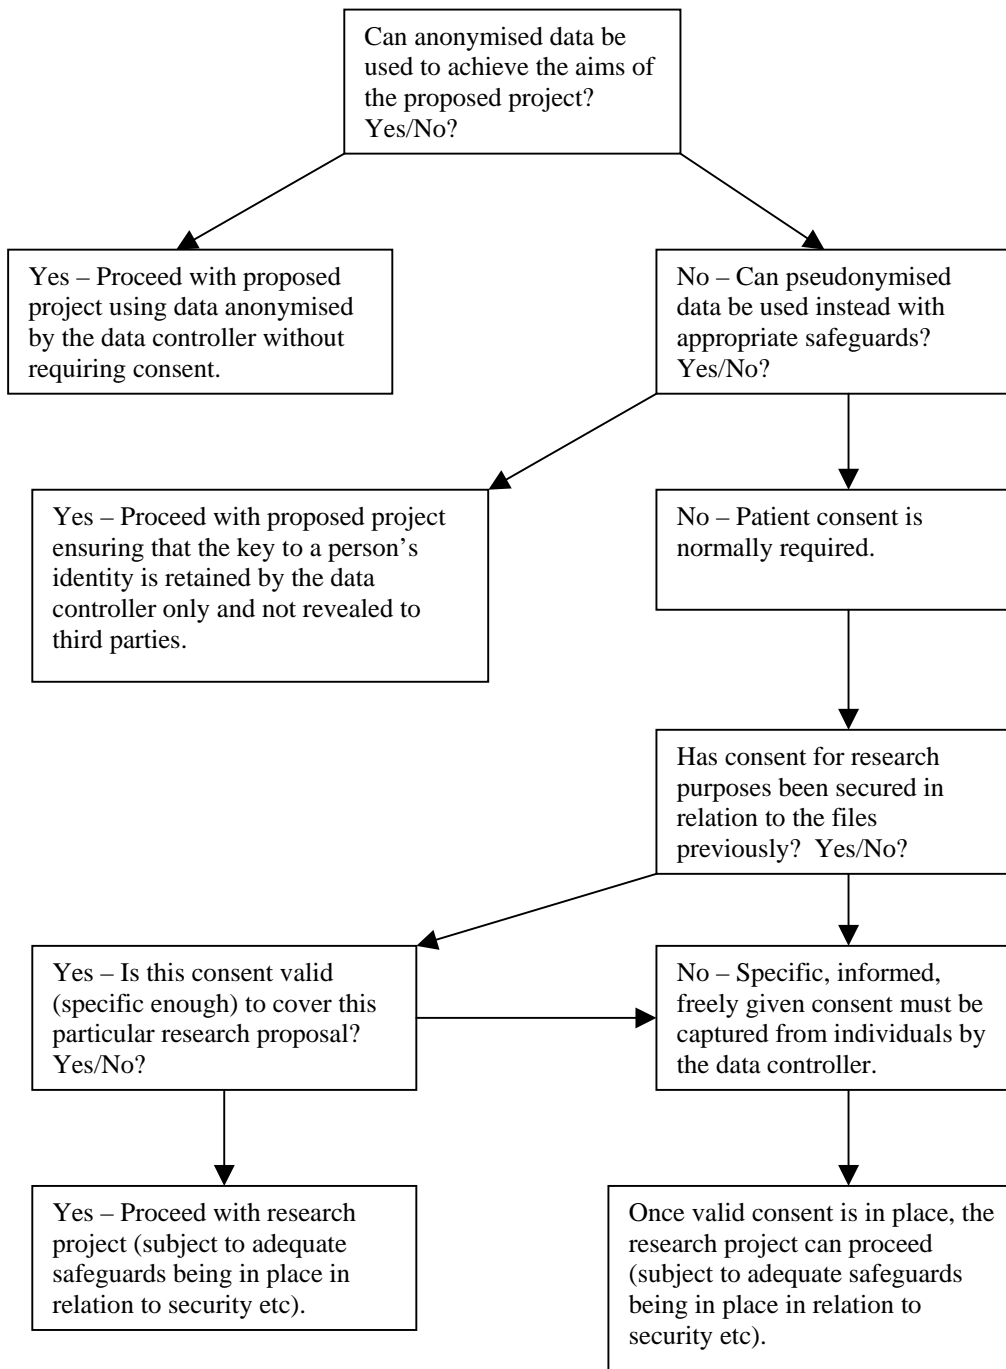 Can anonymised data be
used to achieve the aims of
the proposed project?
Yes/No?
Yes – Proceed with proposed
project using data anonymised
by the data controller without
requiring consent.
No – Can pseudonymised
data be used instead with
appropriate safeguards?
Yes/No?
Yes – Proceed with proposed project
ensuring that the key to a person’s
identity is retained by the data
controller only and not revealed to
third parties.
No – Patient consent is
normally required.
Has consent for research
purposes been secured in
relation to the files
previously?  Yes/No?
Yes – Is this consent valid
(specific enough) to cover this
particular research proposal?
Yes/No?
No – Specific, informed,
freely given consent must be
captured from individuals by
the data controller.
Yes – Proceed with research
project (subject to adequate
safeguards being in place in
relation to security etc).
Once valid consent is in place, the
research project can proceed
(subject to adequate safeguards
being in place in relation to
security etc).